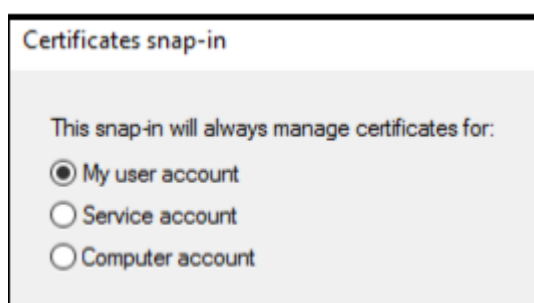 Certificates snap-in
This snap-in will always manage certificates for:
My user account
Service account
Computer account